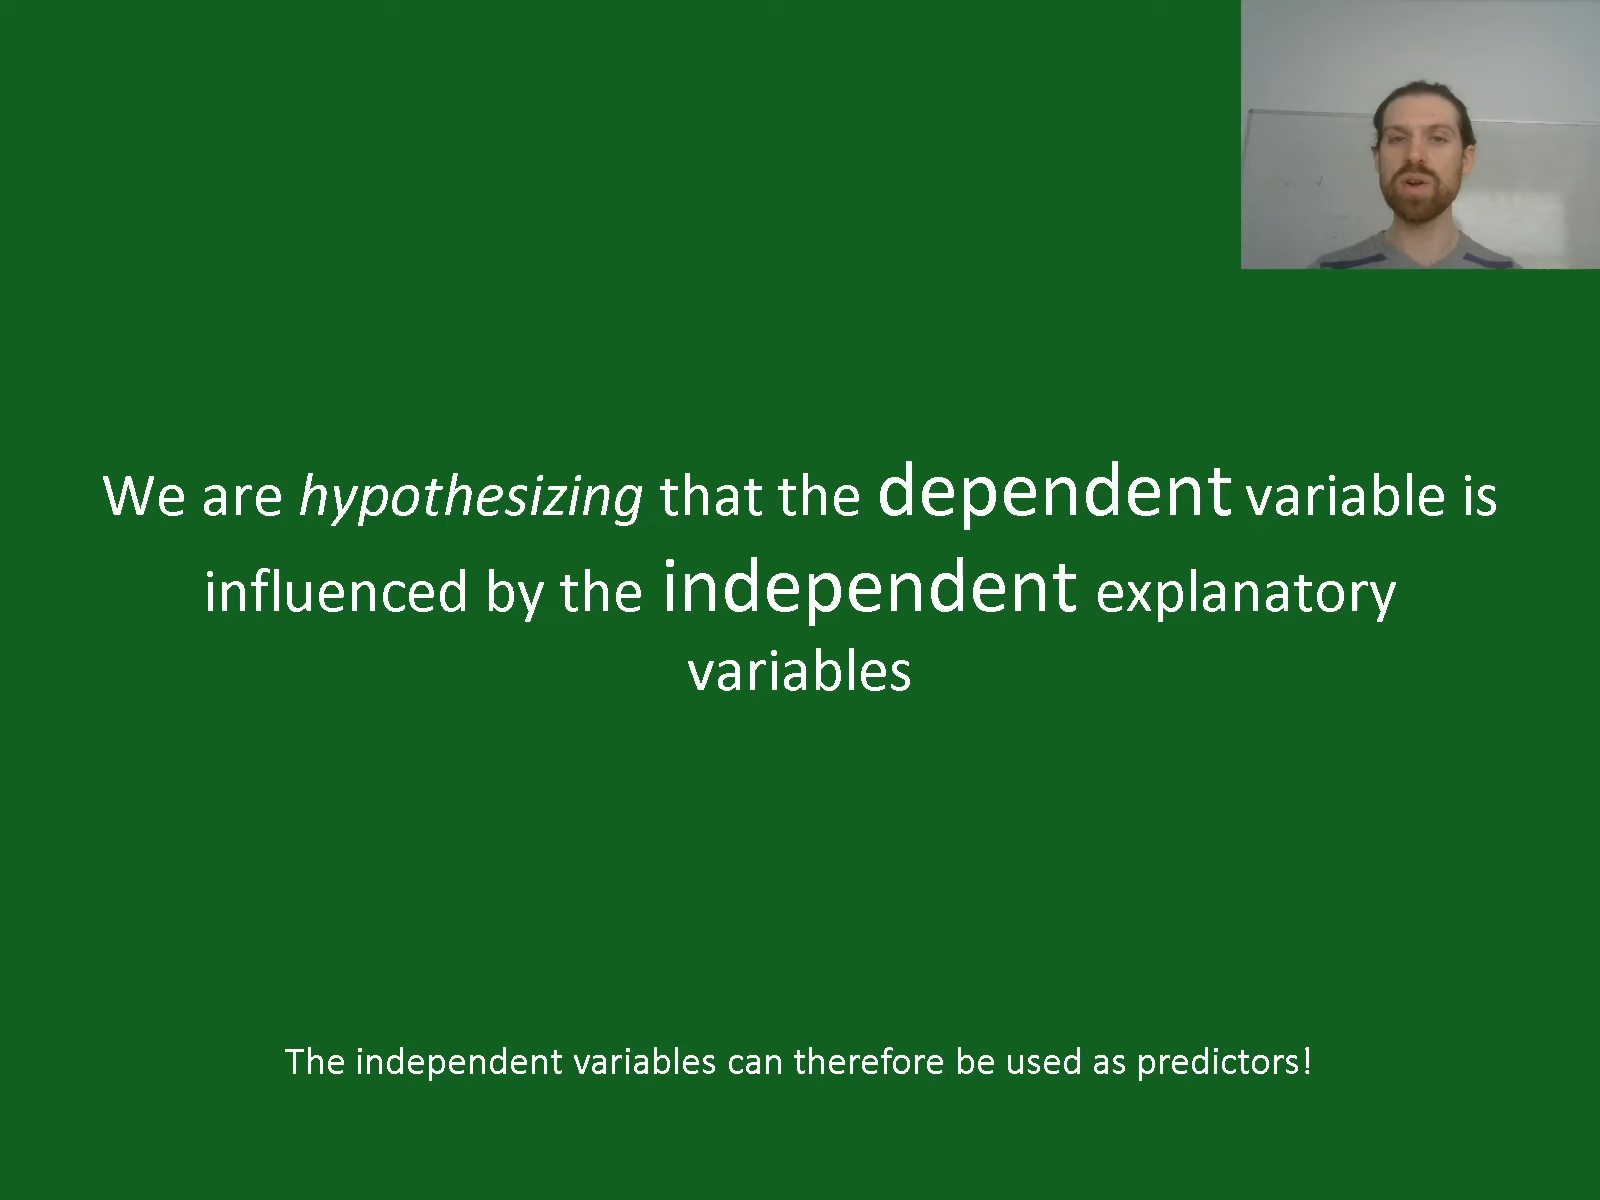 We are hypothesizing that the dependent variable is
influenced by the independent explanatory
variables
The independent variables can therefore be used as predictors!